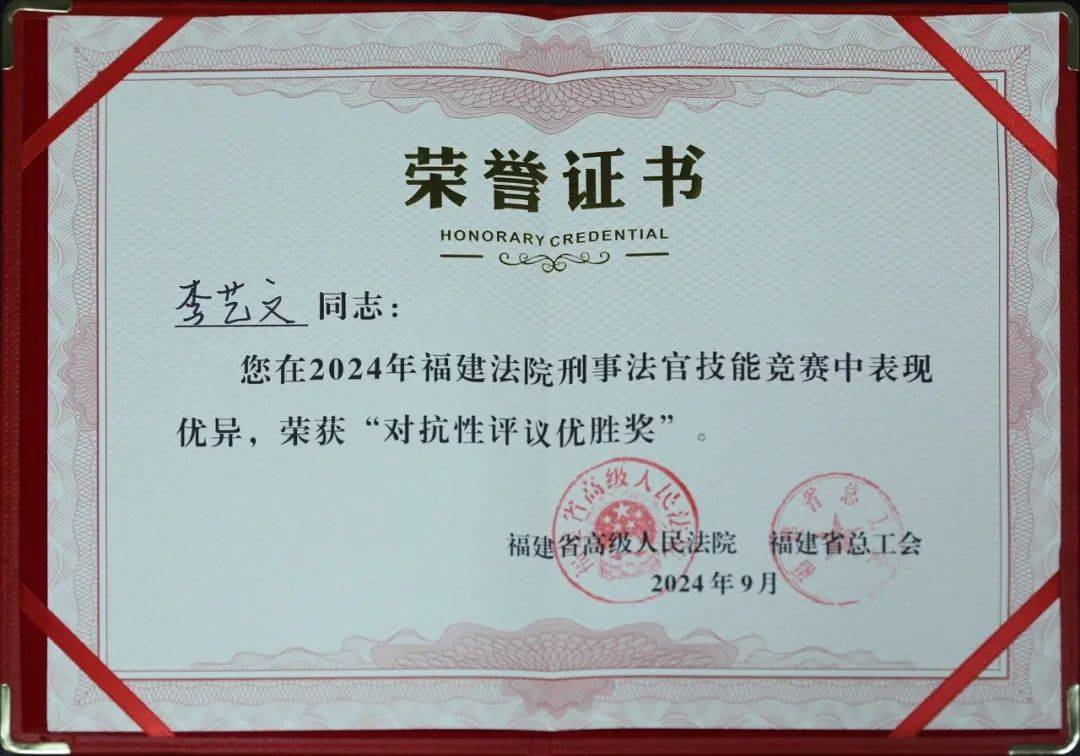 荣誉证书
HONORARY CREDENTIAL
李艺文 同志：
您在2024年福建法院刑事法官技能竞赛中表现
优异，荣获“对抗性评议优胜奖”。
福建省高级人民法院 福建省总工会
2024年9月